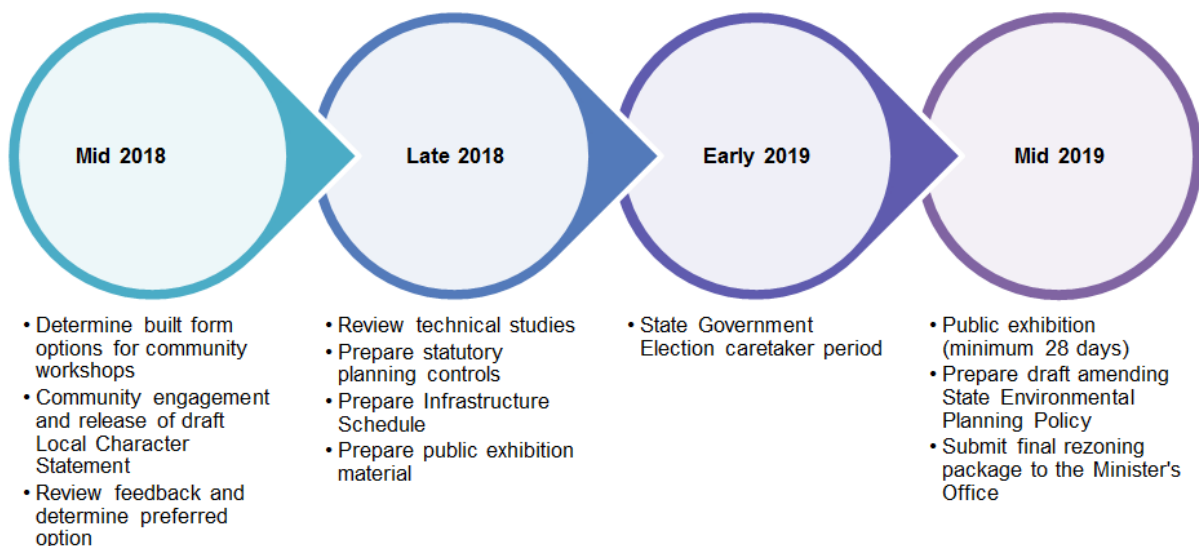 Mid 2018
Late 2018
Early 2019
Mid 2019
• Determine built form
options for community
workshops
• Community engagement
and release of draft
Local Character
Statement
• Review feedback and
determine preferred
option
• Review technical studies
• Prepare statutory
planning controls
• Prepare Infrastructure
Schedule
• Prepare public exhibition
material
• State Government
Election caretaker period
• Public exhibition
(minimum 28 days)
• Prepare draft amending
State Environmental
Planning Policy
• Submit final rezoning
package to the Minister's
Office